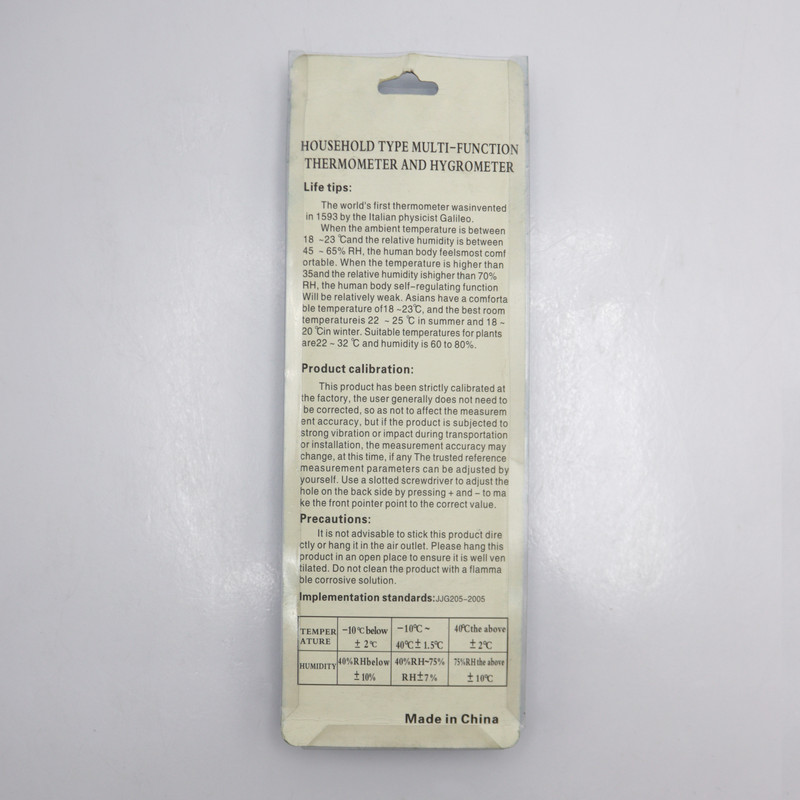 HOUSEHOLD TYPE MULTI-FUNCTION
THERMOMETER AND HYGROMETER
Life tips:
The world's first thermometer wasinvented
in 1593 by the Italian physicist Galileo.
When the ambient temperature is between
18 ~23 ℃and the relative humidity is between
45 ~ 65% RH, the human body feelsmost comf
ortable. When the temperature is higher than
35and the relative humidity ishigher than 70%
RH, the human body self-regulating function
Will be relatively weak. Asians have a comforta
ble temperature of18 ~23℃, and the best room
temperatureis 22 ~ 25 ℃ in summer and 18 ~
20 ℃in winter. Suitable temperatures for plants
are22 ~ 32 ℃ and humidity is 60 to 80%.
Product calibration:
This product has been strictly calibrated at
the factory, the user generally does not need to
be corrected, so as not to affect the measurem
ent accuracy, but if the product is subjected to
strong vibration or impact during transportation
or installation, the measurement accuracy may
change, at this time, if any The trusted reference
measurement parameters can be adjusted by
yourself. Use a slotted screwdriver to adjust the
hole on the back side by pressing + and - to ma
ke the front pointer point to the correct value.
Precautions:
It is not advisable to stick this product dire
ctly or hang it in the air outlet. Please hang this
product in an open place to ensure it is well ven
tilated. Do not clean the product with a flamma
ble corrosive solution.
Implementation standards:JJG205-2005
TEMPER
ATURE
-10℃ below
± 2℃
-10℃ ~
40℃± 1.5℃
40℃the above
± 2℃
HUMIDITY
40%RHbelow
±10%
40%RH~75%
RH±7%
75%RH the above
± 10℃
Made in China